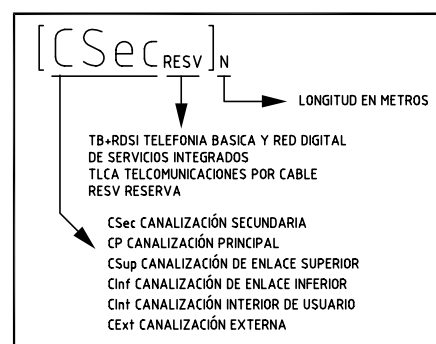 [CSec RESV]N
LONGITUD EN METROS
TB+RDSI TELEFONIA BASICA Y RED DIGITAL
DE SERVICIOS INTEGRADOS
TLCA TELCOMUNICACIONES POR CABLE
RESV RESERVA
CSec CANALIZACIÓN SECUNDARIA
CP CANALIZACIÓN PRINCIPAL
CSup CANALIZACIÓN DE ENLACE SUPERIOR
CInf CANALIZACIÓN DE ENLACE INFERIOR
CInt CANALIZACIÓN INTERIOR DE USUARIO
CExt CANALIZACIÓN EXTERNA